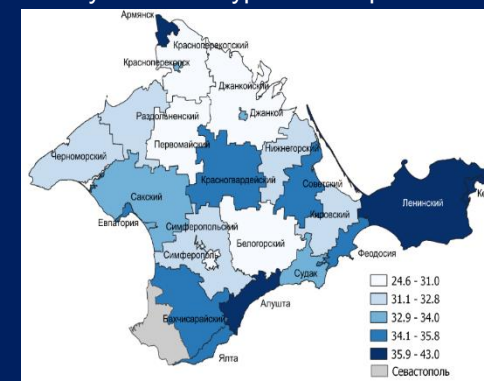 Армянск
Красноперекопский
Красноперекопск
Джанкойский
Джанкой
Раздольненский
Первомайский
Черноморский
Нижнегорский
Красногвардейский
Советский
Сакский
Ленинский
Кировский
Евпатория
Симферопольский
Белогорский
Симферополь
Феодосия
Судак
Алушта
Бахчисарайский
Ялта
24.6 - 31.0
31.1 - 32.8
32.9 - 34.0
34.1 - 35.8
35.9 - 43.0
Севастополь